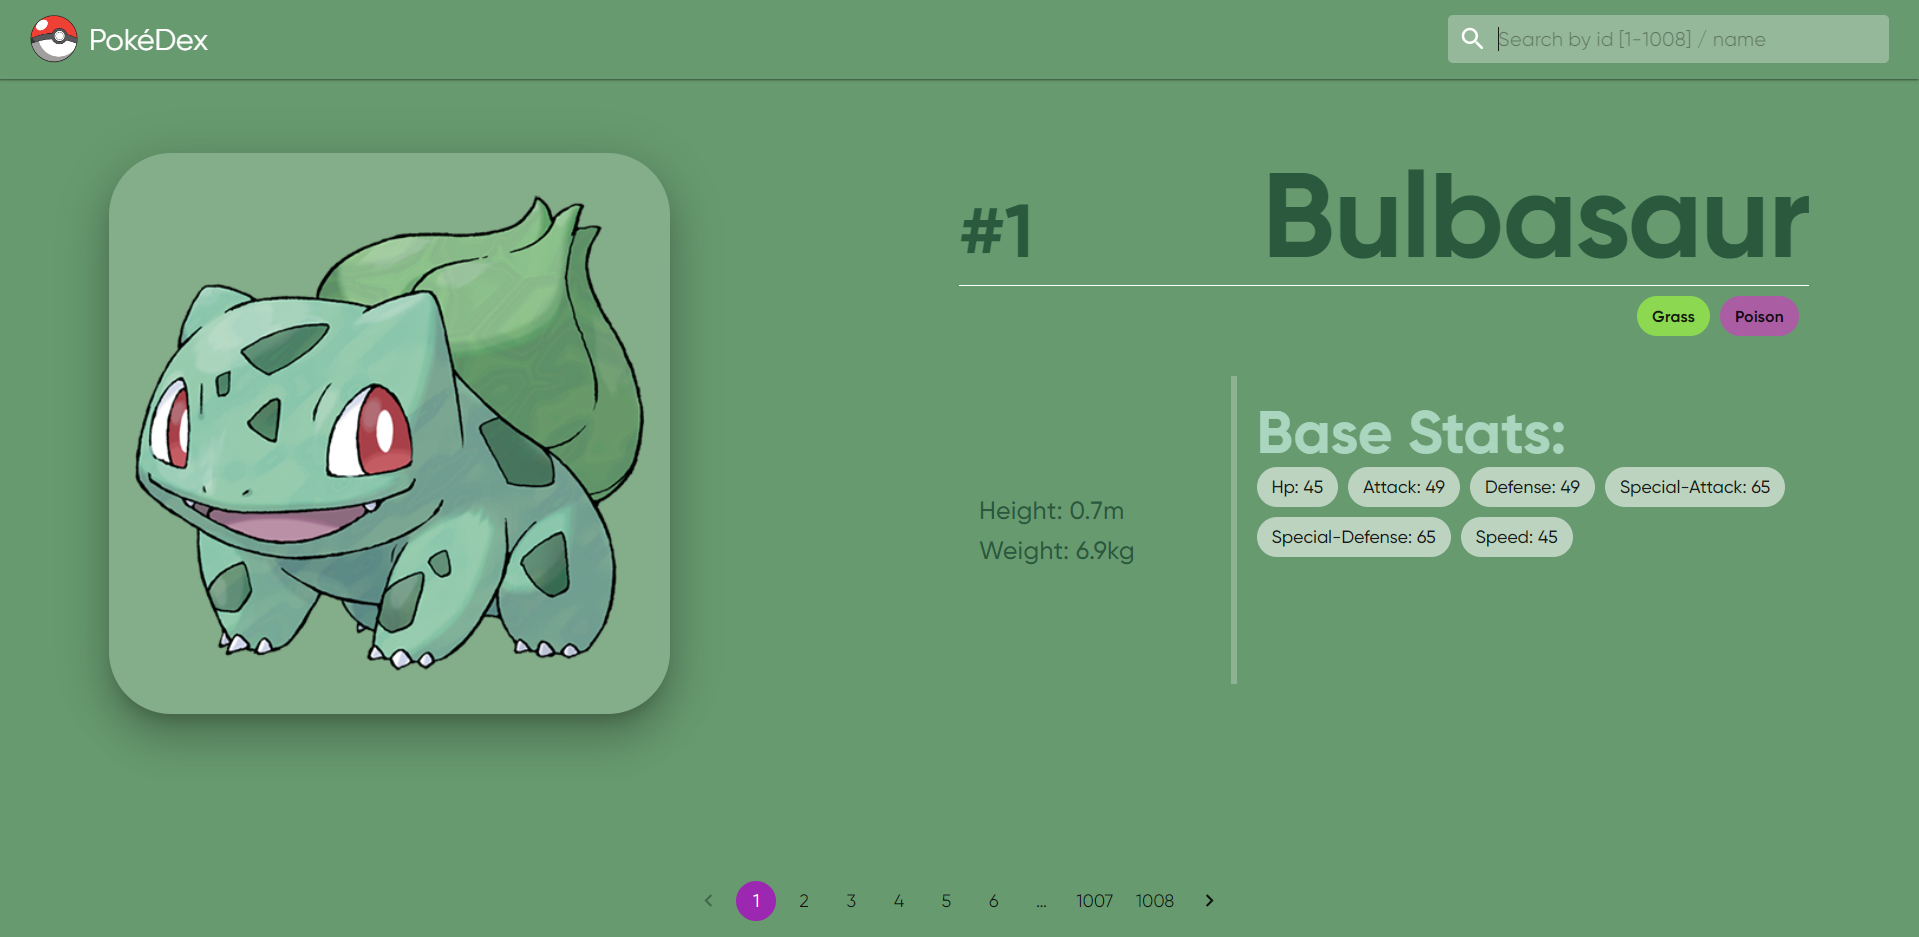 PokéDex
Search by id [1-1008] / name
#1
Bulbasaur
Grass
Poison
Height: 0.7m
Weight: 6.9kg
Base Stats:
Hp: 45 Attack: 49 Defense: 49 Special-Attack: 65
Special-Defense: 65 Speed: 45
1 2 3 4 5 6 ... 1007 1008